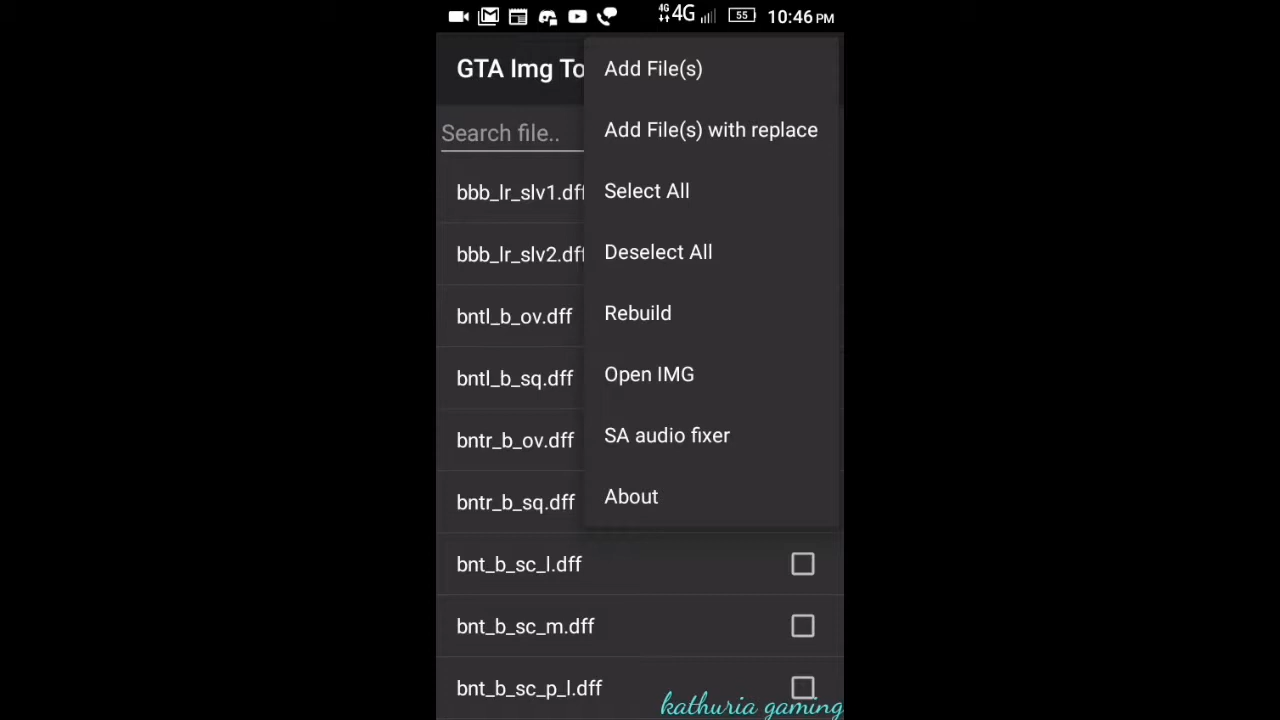 4G 4G 55 10:46 PM
GTA Img To
Search file..
bbb_lr_slv1.dff
bbb_lr_slv2.dff
bntl_b_ov.dff
bntl_b_sq.dff
bntr_b_ov.dff
bntr_b_sq.dff
bnt_b_sc_l.dff
bnt_b_sc_m.dff
bnt_b_sc_p_l.dff
Add File(s)
Add File(s) with replace
Select All
Deselect All
Rebuild
Open IMG
SA audio fixer
About
kathuria gaming